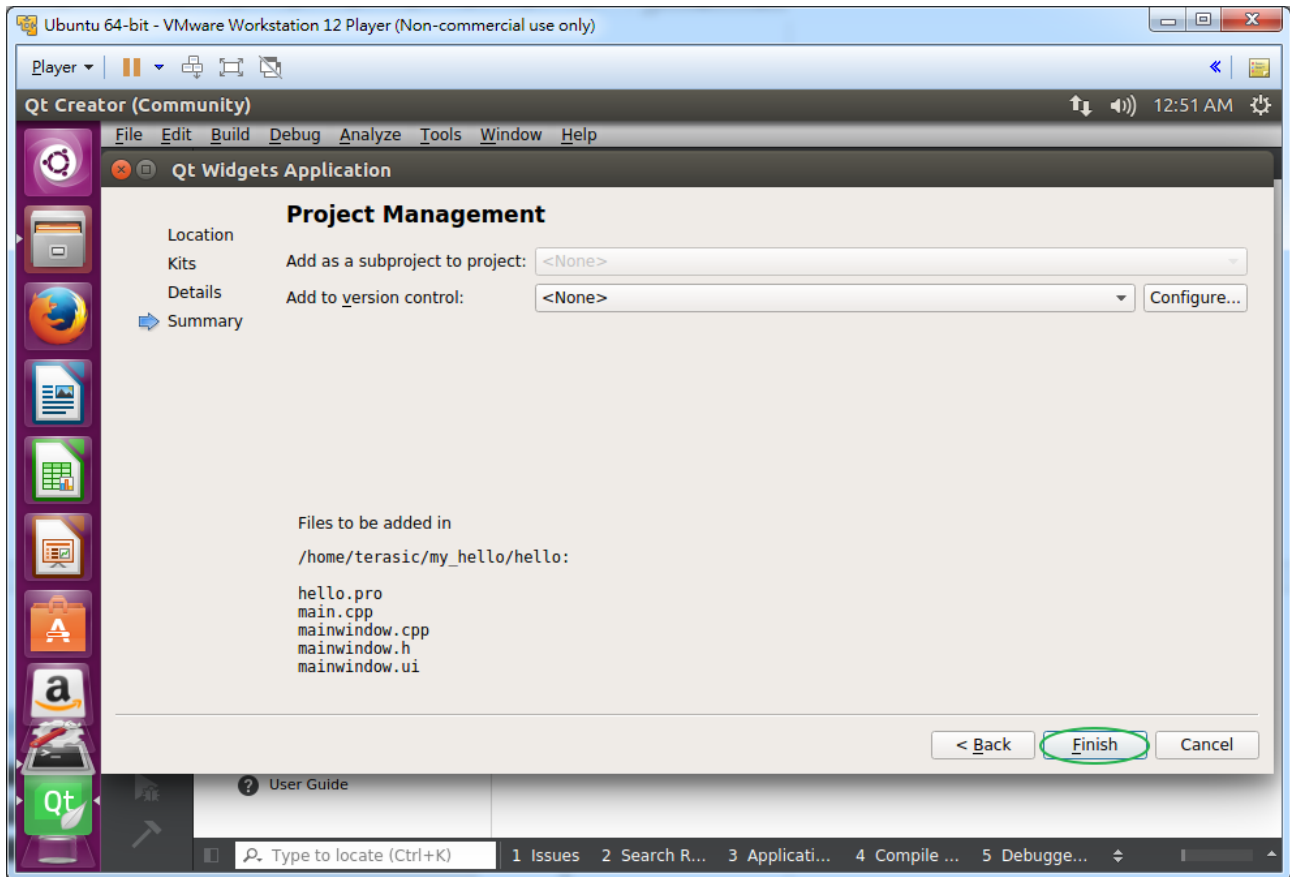 Ubuntu 64-bit - VMware Workstation 12 Player (Non-commercial use only)
Player
Qt Creator (Community)
12:51 AM
File Edit Build Debug Analyze Tools Window Help
Qt Widgets Application
Project Management
Location
Kits
Details
Summary
Add as a subproject to project: <None>
Add to version control: <None> Configure...
Files to be added in
/home/terasic/my_hello/hello:
hello.pro
main.cpp
mainwindow.cpp
mainwindow.h
mainwindow.ui
< Back Finish Cancel
User Guide
Qt
Type to locate (Ctrl+K) 1 Issues 2 Search R... 3 Applicati... 4 Compile ... 5 Debugge...